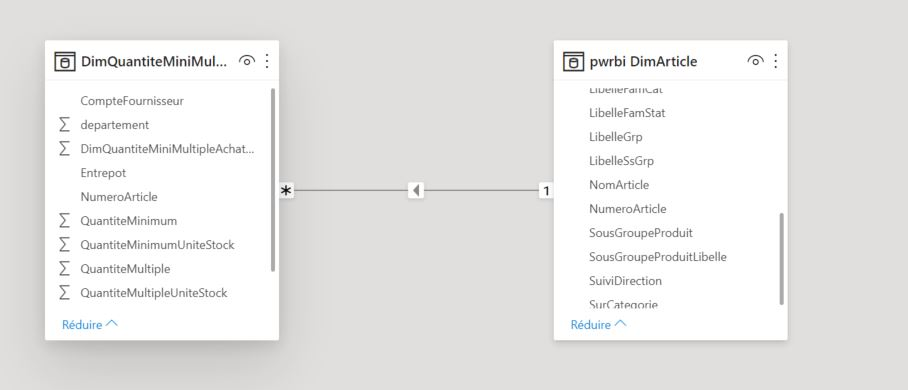 DimQuantiteMiniMul...
CompteFournisseur
departement
DimQuantiteMiniMultipleAchat...
Entrepot
NumeroArticle
QuantiteMinimum
QuantiteMinimumUniteStock
QuantiteMultiple
QuantiteMultipleUniteStock
Réduire
* 1
pwrbi DimArticle
LibelleFamCat
LibelleFamStat
LibelleGrp
LibelleSsGrp
NomArticle
NumeroArticle
SousGroupeProduit
SousGroupeProduitLibelle
SuiviDirection
SurCategorie
Réduire